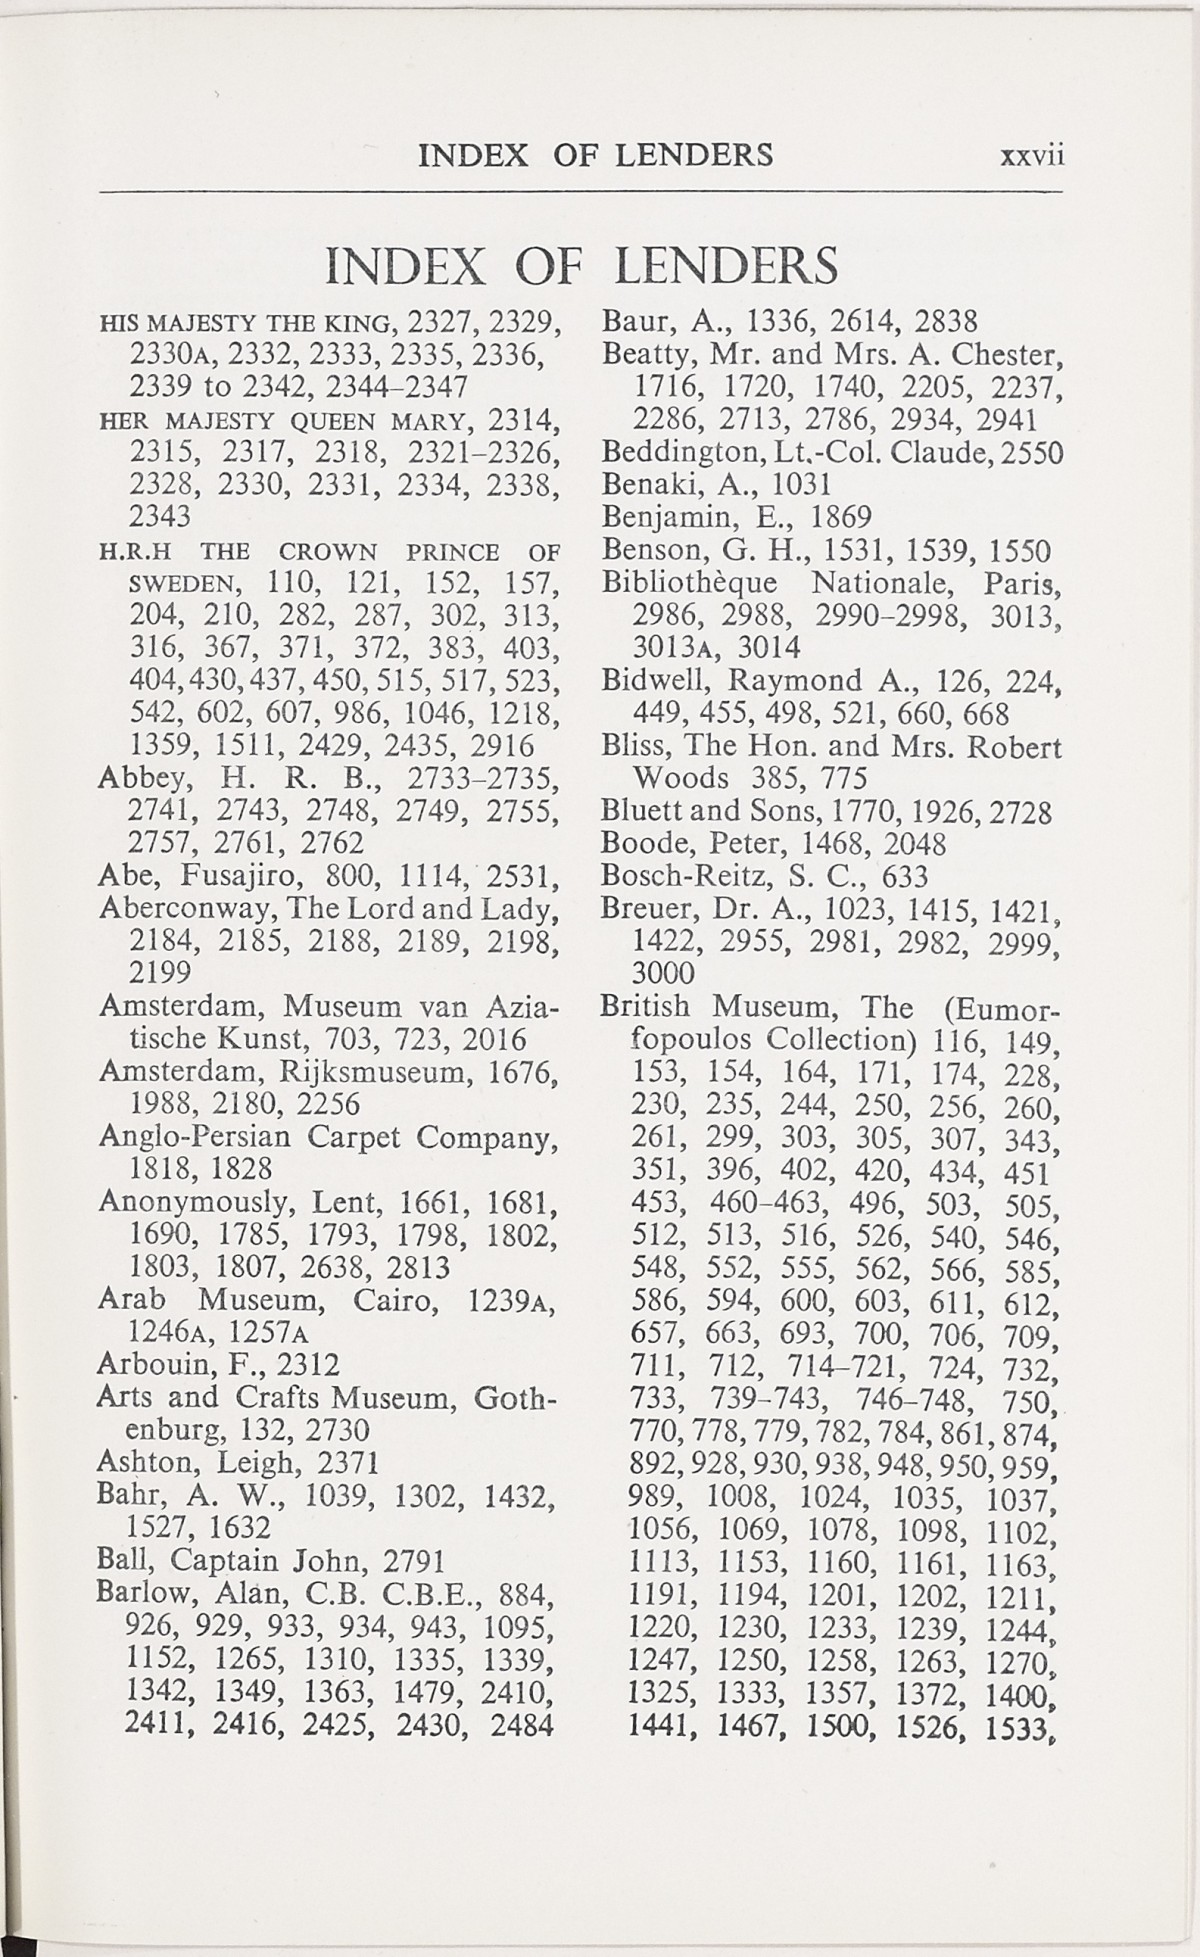 INDEX OF LENDERS xxvii
INDEX OF LENDERS
HIS MAJESTY THE KING, 2327, 2329,
2330A, 2332, 2333, 2335, 2336,
2339 to 2342, 2344–2347
HER MAJESTY QUEEN MARY, 2314,
2315, 2317, 2318, 2321–2326,
2328, 2330, 2331, 2334, 2338,
2343
H.R.H THE CROWN PRINCE OF
SWEDEN, 110, 121, 152, 157,
204, 210, 282, 287, 302, 313,
316, 367, 371, 372, 383, 403,
404, 430, 437, 450, 515, 517, 523,
542, 602, 607, 986, 1046, 1218,
1359, 1511, 2429, 2435, 2916
Abbey, H. R. B., 2733–2735,
2741, 2743, 2748, 2749, 2755,
2757, 2761, 2762
Abe, Fusajiro, 800, 1114, 2531,
Aberconway, The Lord and Lady,
2184, 2185, 2188, 2189, 2198,
2199
Amsterdam, Museum van Azia-
tische Kunst, 703, 723, 2016
Amsterdam, Rijksmuseum, 1676,
1988, 2180, 2256
Anglo-Persian Carpet Company,
1818, 1828
Anonymously, Lent, 1661, 1681,
1690, 1785, 1793, 1798, 1802,
1803, 1807, 2638, 2813
Arab Museum, Cairo, 1239A,
1246A, 1257A
Arbouin, F., 2312
Arts and Crafts Museum, Goth-
enburg, 132, 2730
Ashton, Leigh, 2371
Bahr, A. W., 1039, 1302, 1432,
1527, 1632
Ball, Captain John, 2791
Barlow, Alan, C.B. C.B.E., 884,
926, 929, 933, 934, 943, 1095,
1152, 1265, 1310, 1335, 1339,
1342, 1349, 1363, 1479, 2410,
2411, 2416, 2425, 2430, 2484
Baur, A., 1336, 2614, 2838
Beatty, Mr. and Mrs. A. Chester,
1716, 1720, 1740, 2205, 2237,
2286, 2713, 2786, 2934, 2941
Beddington, Lt.-Col. Claude, 2550
Benaki, A., 1031
Benjamin, E., 1869
Benson, G. H., 1531, 1539, 1550
Bibliothèque Nationale, Paris,
2986, 2988, 2990–2998, 3013,
3013A, 3014
Bidwell, Raymond A., 126, 224,
449, 455, 498, 521, 660, 668
Bliss, The Hon. and Mrs. Robert
Woods 385, 775
Bluett and Sons, 1770, 1926, 2728
Boode, Peter, 1468, 2048
Bosch-Reitz, S. C., 633
Breuer, Dr. A., 1023, 1415, 1421,
1422, 2955, 2981, 2982, 2999,
3000
British Museum, The (Eumor-
fopoulos Collection) 116, 149,
153, 154, 164, 171, 174, 228,
230, 235, 244, 250, 256, 260,
261, 299, 303, 305, 307, 343,
351, 396, 402, 420, 434, 451
453, 460–463, 496, 503, 505,
512, 513, 516, 526, 540, 546,
548, 552, 555, 562, 566, 585,
586, 594, 600, 603, 611, 612,
657, 663, 693, 700, 706, 709,
711, 712, 714–721, 724, 732,
733, 739–743, 746–748, 750,
770, 778, 779, 782, 784, 861, 874,
892, 928, 930, 938, 948, 950, 959,
989, 1008, 1024, 1035, 1037,
1056, 1069, 1078, 1098, 1102,
1113, 1153, 1160, 1161, 1163,
1191, 1194, 1201, 1202, 1211,
1220, 1230, 1233, 1239, 1244,
1247, 1250, 1258, 1263, 1270,
1325, 1333, 1357, 1372, 1400,
1441, 1467, 1500, 1526, 1533,